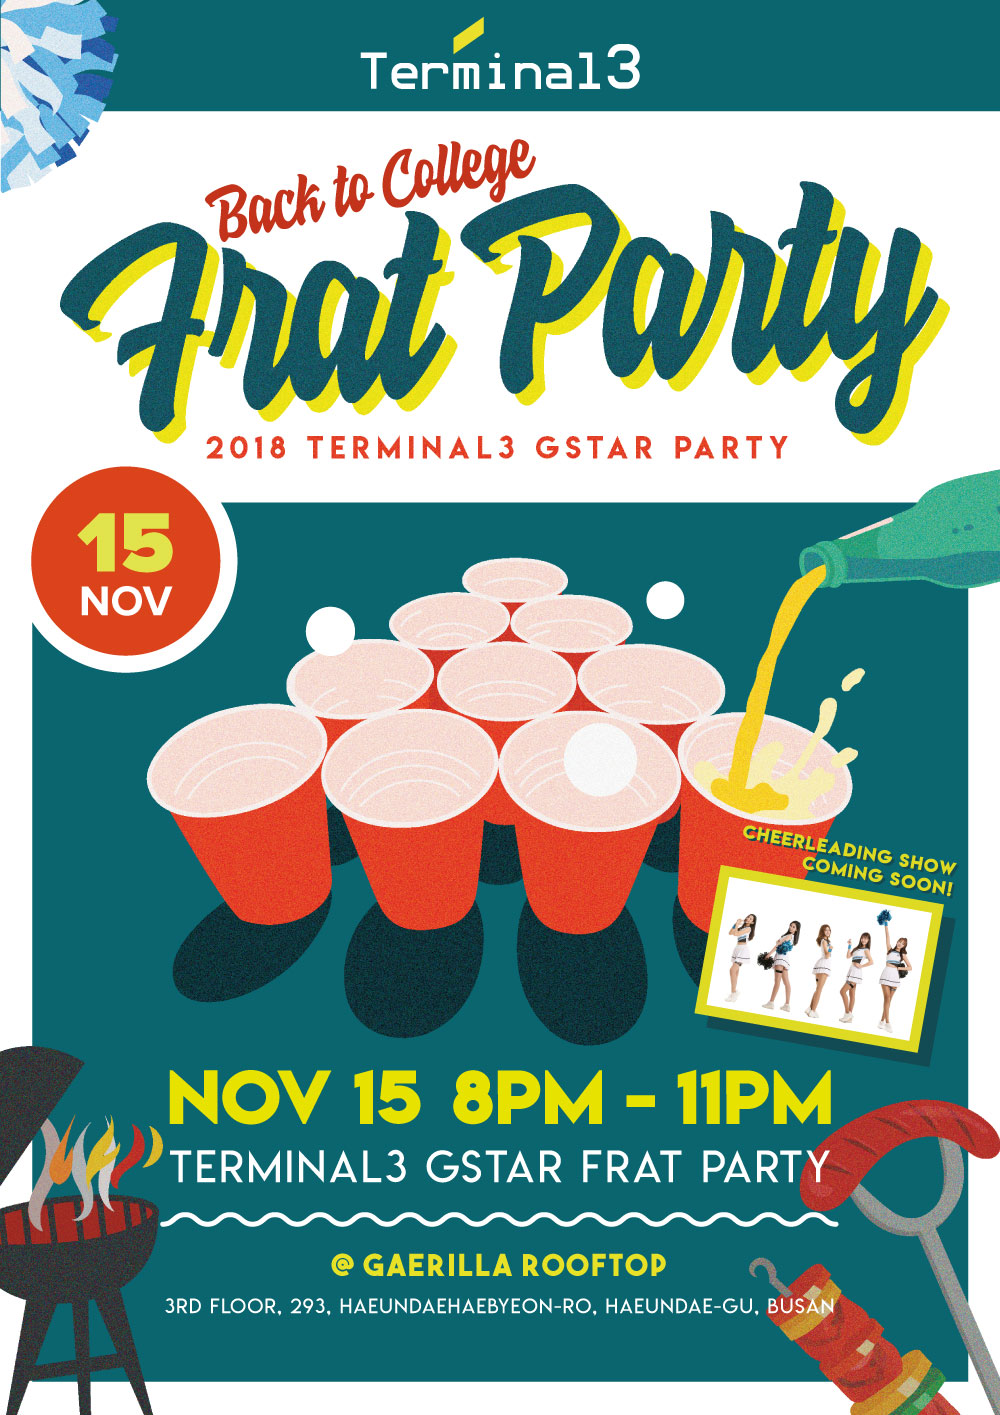 Terminal3
Back to College
Frat Party
2018 TERMINAL3 GSTAR PARTY
15
NOV
CHEERLEADING SHOW
COMING SOON!
NOV 15 8PM - 11PM
TERMINAL3 GSTAR FRAT PARTY
@ GAERILLA ROOFTOP
3RD FLOOR, 293, HAEUNDAEHAEBYEON-RO, HAEUNDAE-GU, BUSAN